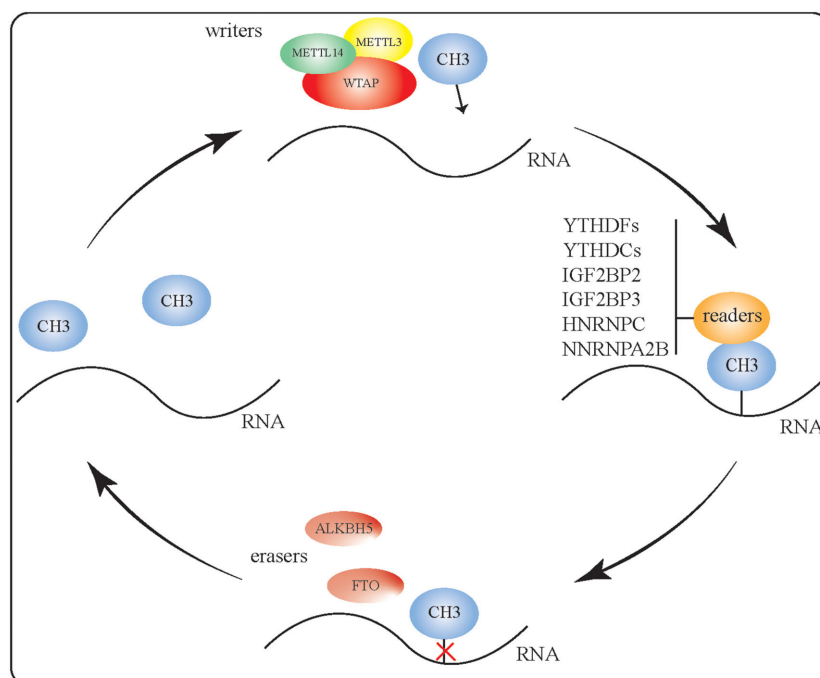 writers
METTL3
METTL14
WTAP
CH3
RNA
YTHDFs
YTHDCs
IGF2BP2
IGF2BP3
HNRNPC
NNRNPA2B
readers
CH3
RNA
CH3
CH3
RNA
ALKBH5
erasers
FTO
CH3
RNA